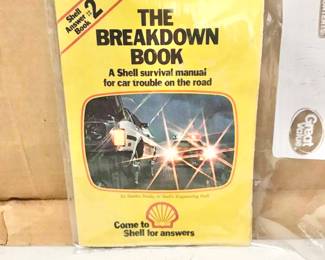 Shell
Answer
Book
#2
THE
BREAKDOWN
BOOK
A Shell survival manual
for car trouble on the road
Come to
Shell for answers
Great
Value